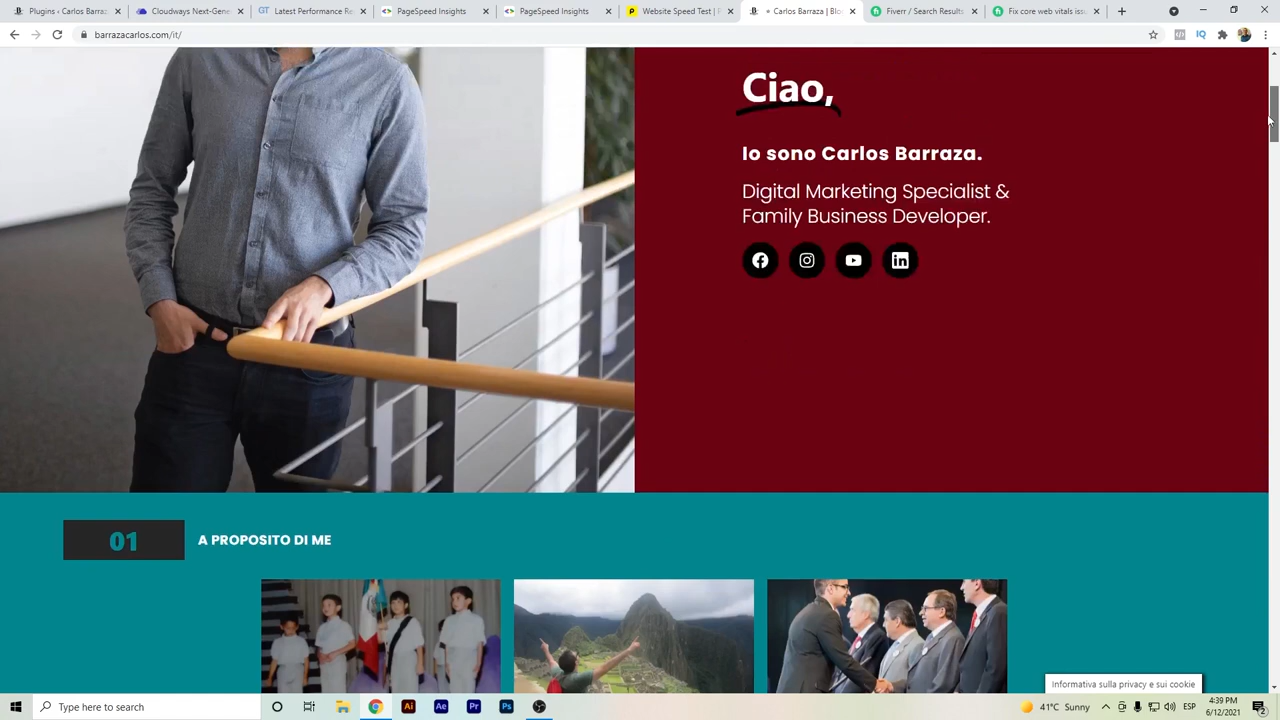 Plugins ‹ Carlos Barraz
Cloudways Next-Gene
Latest Performance Re
PageSpeed Insights
PageSpeed Insights
Website Speed Test | P
Barraza Carlos | Blo
Fiverr / Search Results
Fix core web vitals iss
barrazacarlos.com/it/
Ciao,
Io sono Carlos Barraza.
Digital Marketing Specialist &
Family Business Developer.
01
A PROPOSITO DI ME
Informativa sulla privacy e sui cookie
Type here to search
41°C Sunny
4:39 PM
6/12/2021